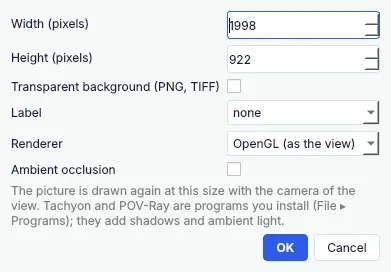 Width (pixels) 1998
Height (pixels) 922
Transparent background (PNG, TIFF)
Label none
Renderer OpenGL (as the view)
Ambient occlusion
The picture is drawn again at this size with the camera of the
view. Tachyon and POV-Ray are programs you install (File ▸
Programs); they add shadows and ambient light.
OK Cancel